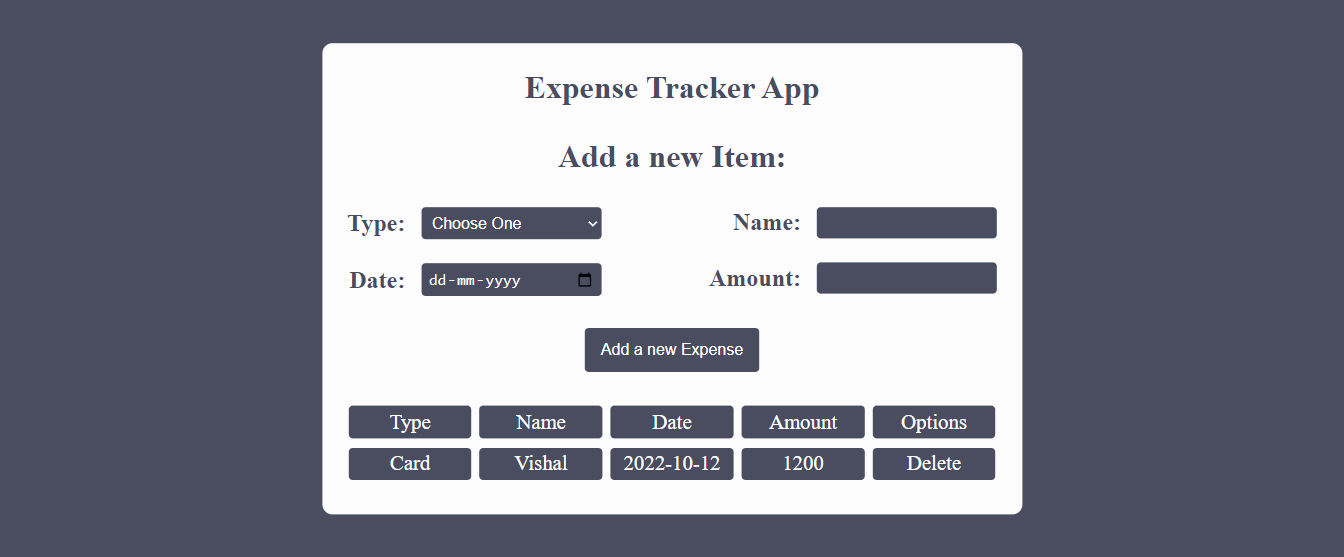 Expense Tracker App
Add a new Item:
Type: Choose One Name:
Date: dd-mm-yyyy Amount:
Add a new Expense
Type Name Date Amount Options
Card Vishal 2022-10-12 1200 Delete